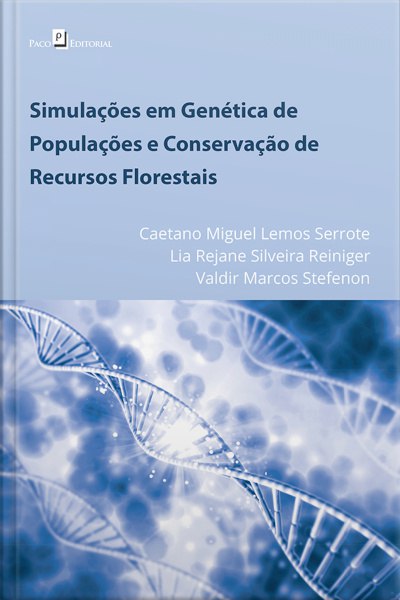 PACO EDITORIAL
Simulações em Genética de
Populações e Conservação de
Recursos Florestais
Caetano Miguel Lemos Serrote
Lia Rejane Silveira Reiniger
Valdir Marcos Stefenon